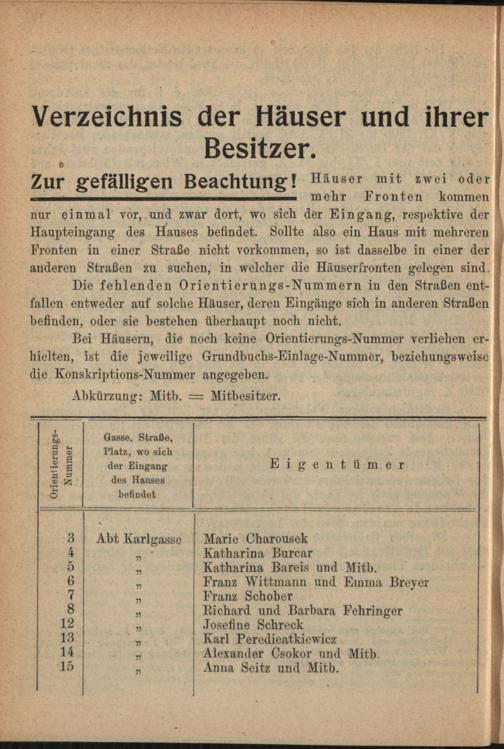 Verzeichnis der Häuser und ihrer
Besitzer.
Zur gefälligen Beachtung! Häuser mit zwei oder
mehr Fronten kommen
nur einmal vor, und zwar dort, wo sich der Eingang, respektive der
Haupteingang des Hauses befindet. Sollte also ein Haus mit mehreren
Fronten in einer Straße nicht vorkommen, so ist dasselbe in einer der
anderen Straßen zu suchen, in welcher die Häuserfronten gelegen sind.
Die fehlenden Orientierungs-Nummern in den Straßen ent-
fallen entweder auf solche Häuser, deren Eingänge sich in anderen Straßen
befinden, oder sie bestehen überhaupt noch nicht.
Bei Häusern, die noch keine Orientierungs-Nummer verliehen er-
hielten, ist die jeweilige Grundbuchs-Einlage-Nummer, beziehungsweise
die Konskriptions-Nummer angegeben.
Abkürzung: Mitb. = Mitbesitzer.
Orientierungs-
Nummer
Gasse, Straße,
Platz, wo sich
der Eingang
des Hauses
befindet
Eigentümer
3 Abt Karlgasse Marie Charousek
4 „ Katharina Burcar
5 „ Katharina Bareis und Mitb.
6 „ Franz Wittmann und Emma Breyer
7 „ Franz Schober
8 „ Richard und Barbara Fehringer
12 „ Josefine Schreck
13 „ Karl Peredieatkiewicz
14 „ Alexander Csokor und Mitb.
15 „ Anna Seitz und Mitb.